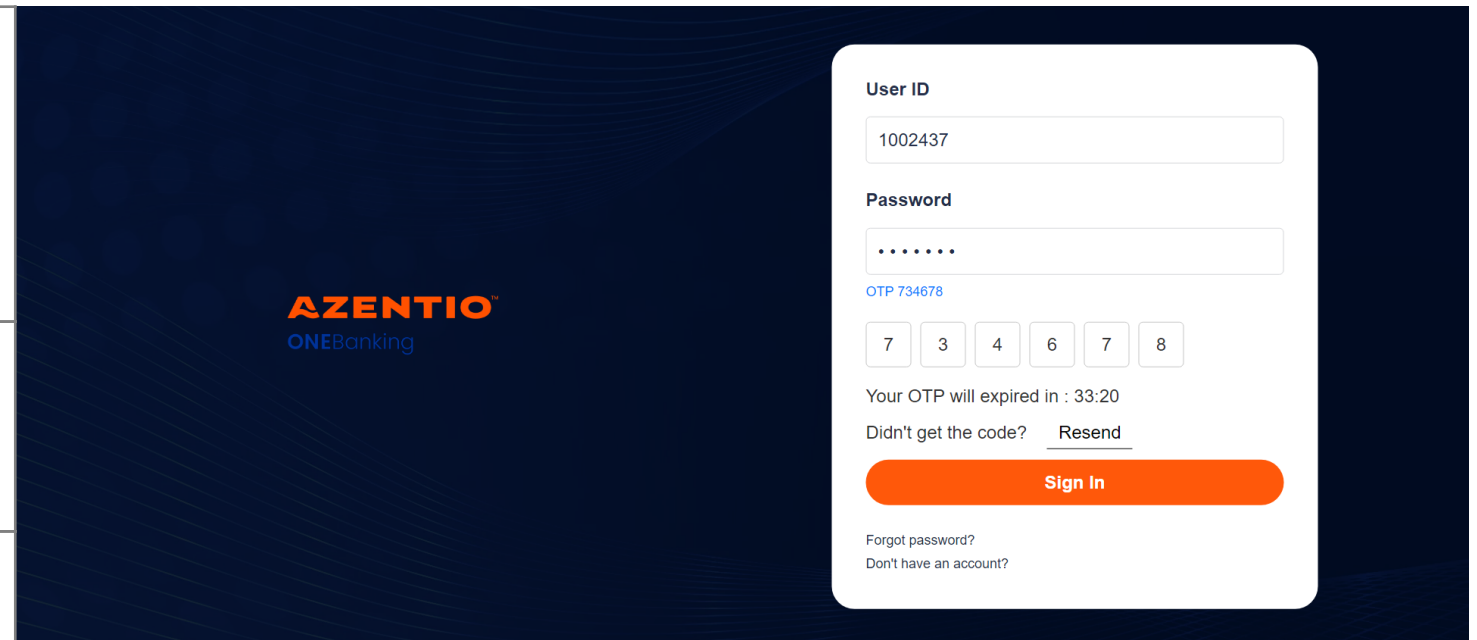 AZENTIO™
ONEBanking
User ID
1002437
Password
•••••••
OTP 734678
7 3 4 6 7 8
Your OTP will expired in : 33:20
Didn't get the code? Resend
Sign In
Forgot password?
Don't have an account?